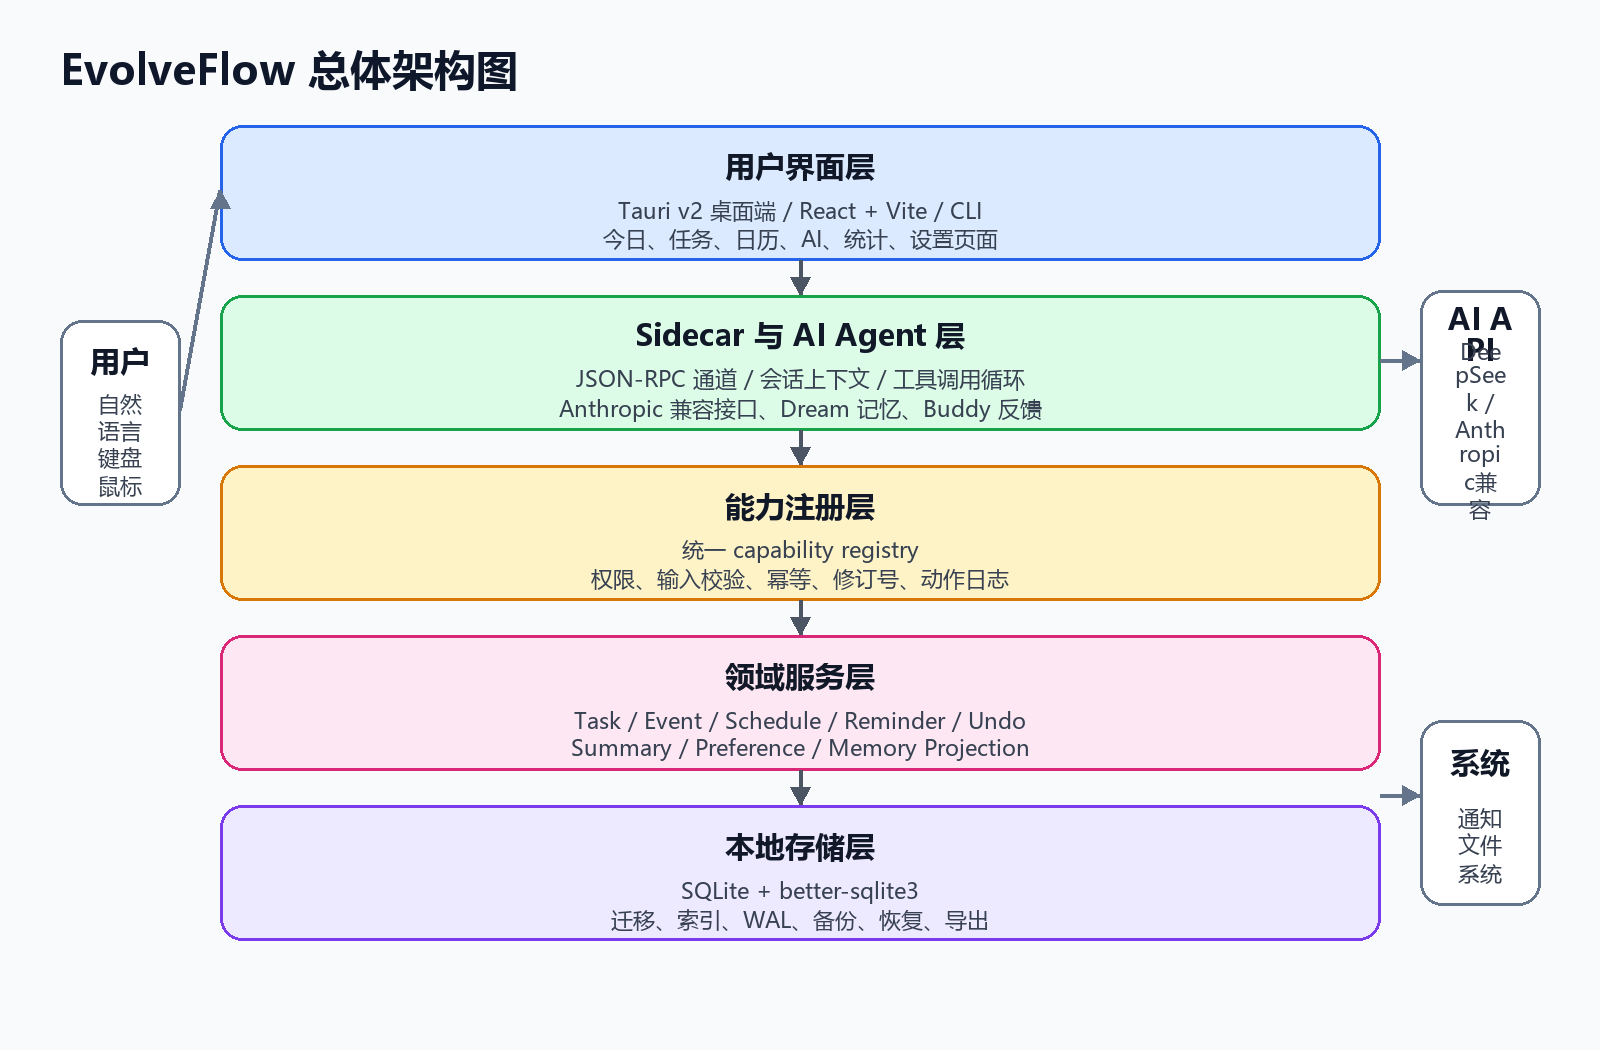 EvolveFlow 总体架构图
用户界面层
Tauri v2 桌面端 / React + Vite / CLI
今日、任务、日历、AI、统计、设置页面
Sidecar 与 AI Agent 层
JSON-RPC 通道 / 会话上下文 / 工具调用循环
Anthropic 兼容接口、Dream 记忆、Buddy 反馈
用户
自然
语言
键盘
鼠标
AI A
PI
Dee
pSee
k /
Anth
ropi
c兼
容
能力注册层
统一 capability registry
权限、输入校验、幂等、修订号、动作日志
领域服务层
Task / Event / Schedule / Reminder / Undo
Summary / Preference / Memory Projection
系统
通知
文件
系统
本地存储层
SQLite + better-sqlite3
迁移、索引、WAL、备份、恢复、导出